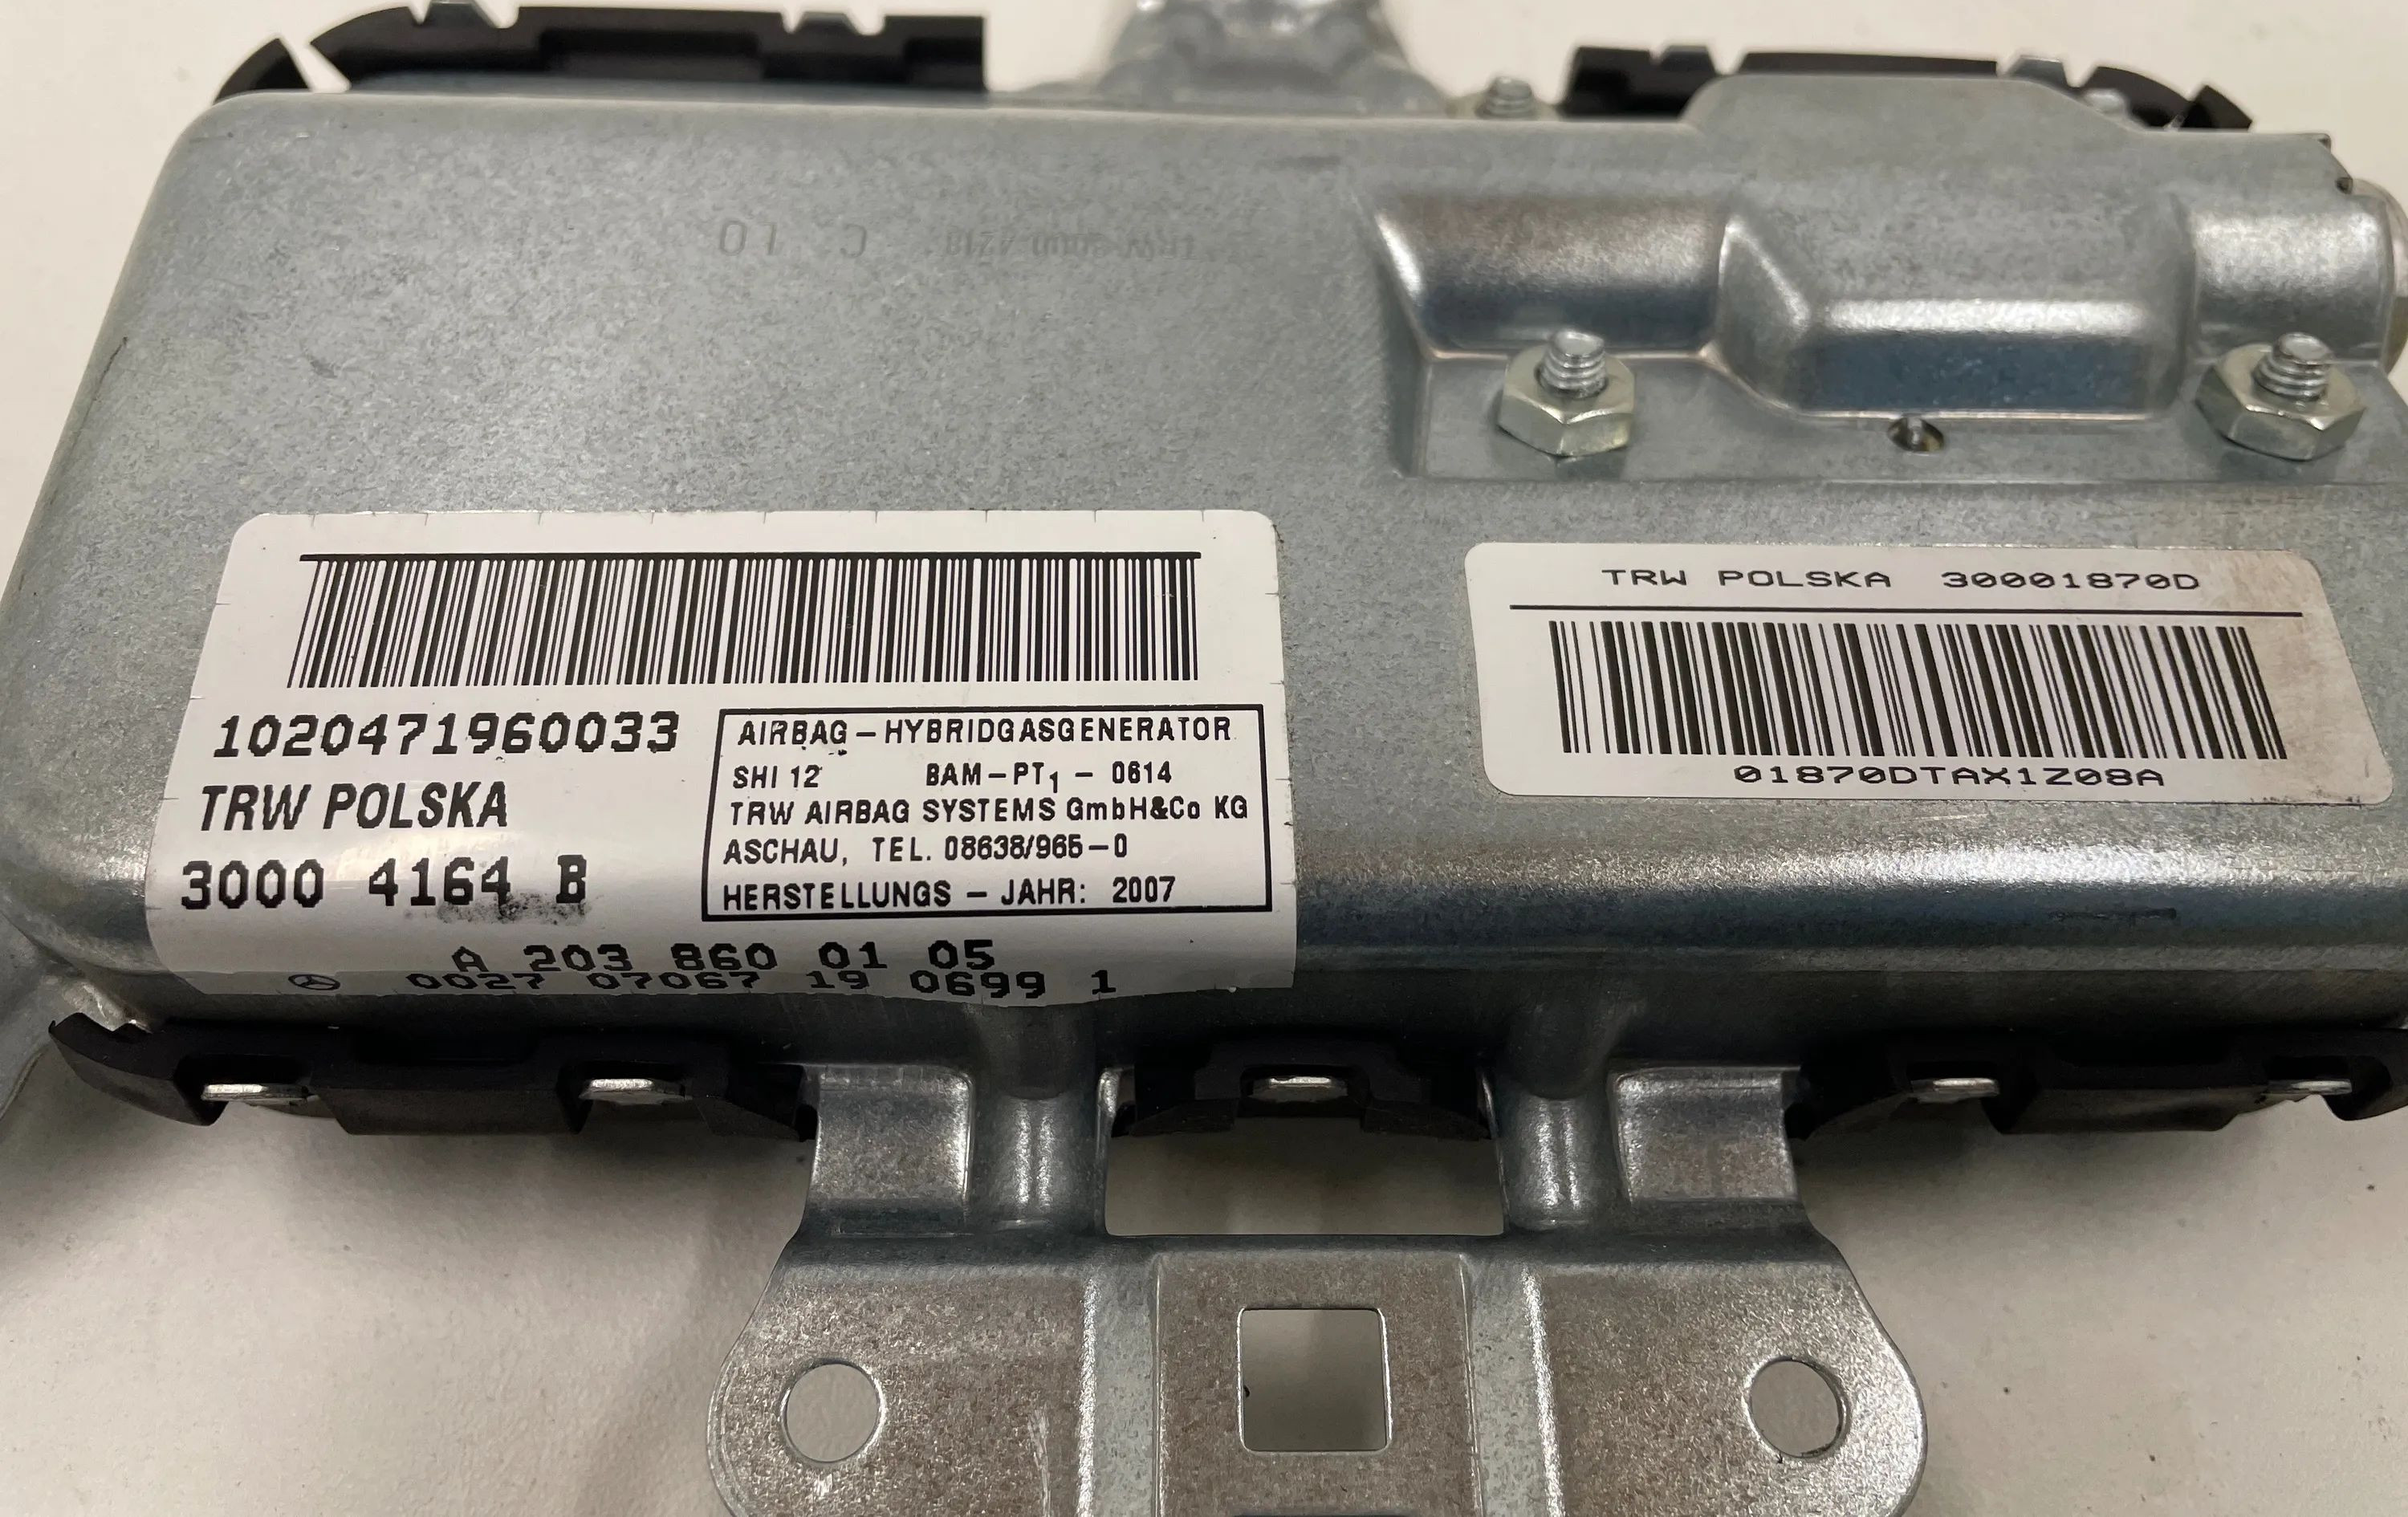 1020471960033
TRW POLSKA
3000 4164 B
AIRBAG – HYBRIDGASGENERATOR
SHI 12 BAM – PT1 – 0614
TRW AIRBAG SYSTEMS GmbH&Co KG
ASCHAU, TEL. 08638/965 – 0
HERSTELLUNGS – JAHR: 2007
A 203 860 01 05
0027 07067 19 0699 1
TRW POLSKA 30001870D
01870DTAX1Z08A